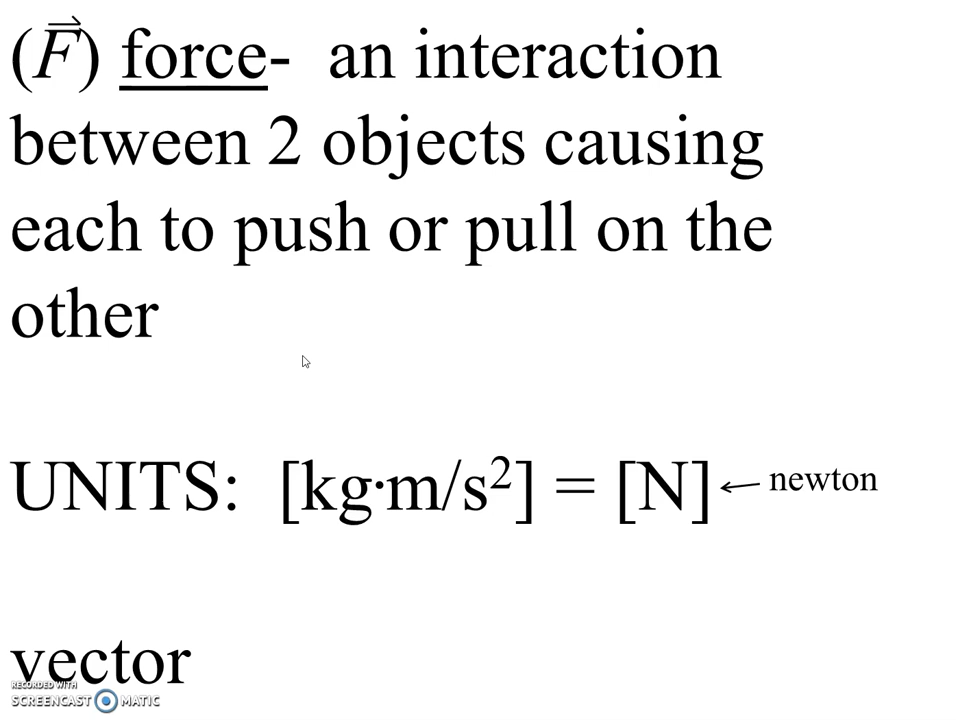 (F⃗) force-  an interaction
between 2 objects causing
each to push or pull on the
other
UNITS:  [kg·m/s²] = [N] ← newton
vector
RECORDED WITH
SCREENCAST MATIC